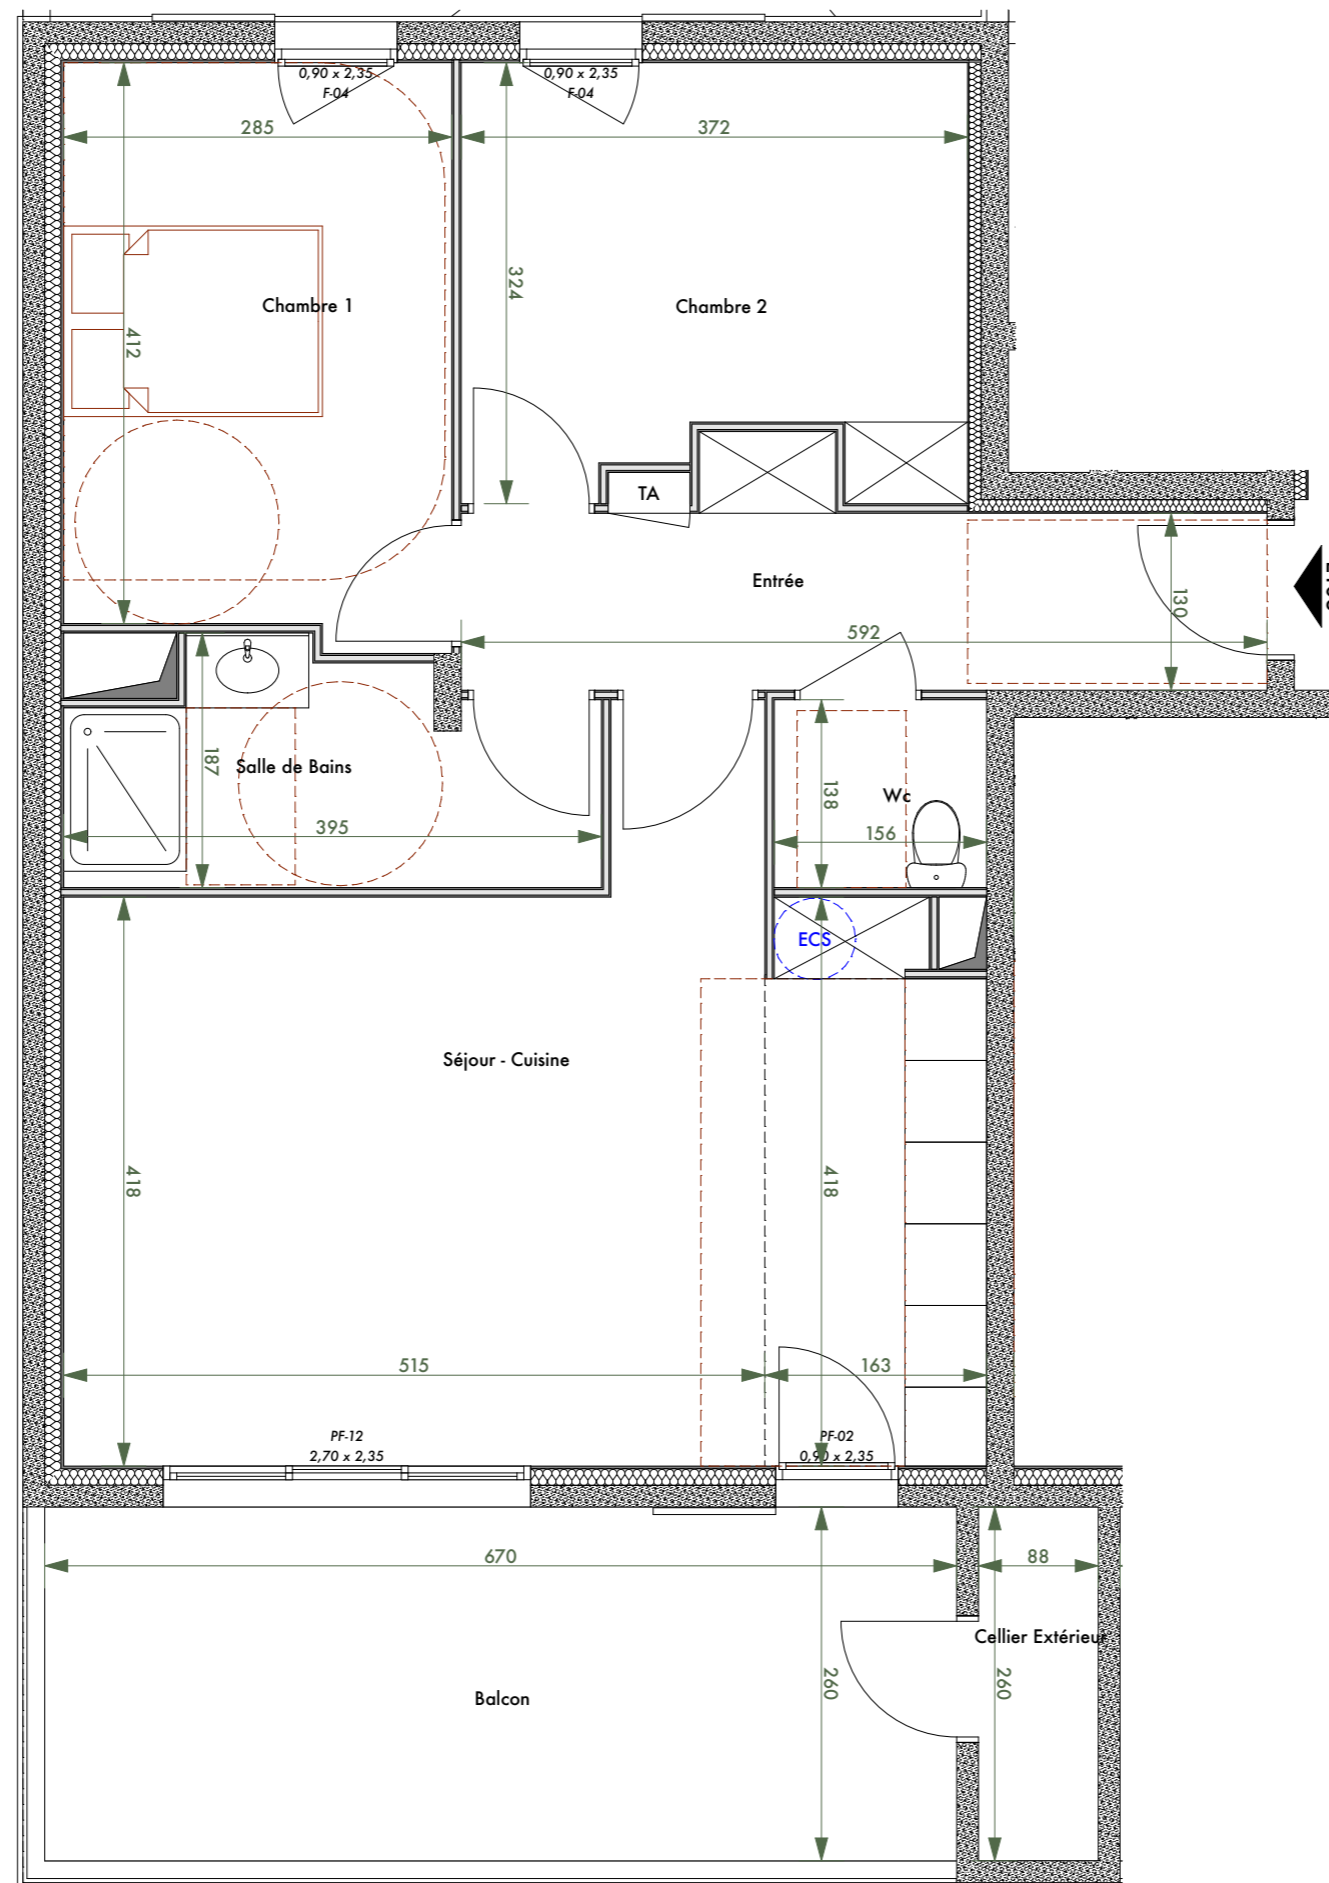 0,90 x 2,35
F-04
0,90 x 2,35
F-04
285
372
324
Chambre 1
Chambre 2
412
TA
Entrée
130
592
187
Salle de Bains
138
Wc
395
156
ECS
Séjour - Cuisine
418
418
515
163
PF-12
2,70 x 2,35
PF-02
0,90 x 2,35
670
88
Cellier Extérieur
260
260
Balcon